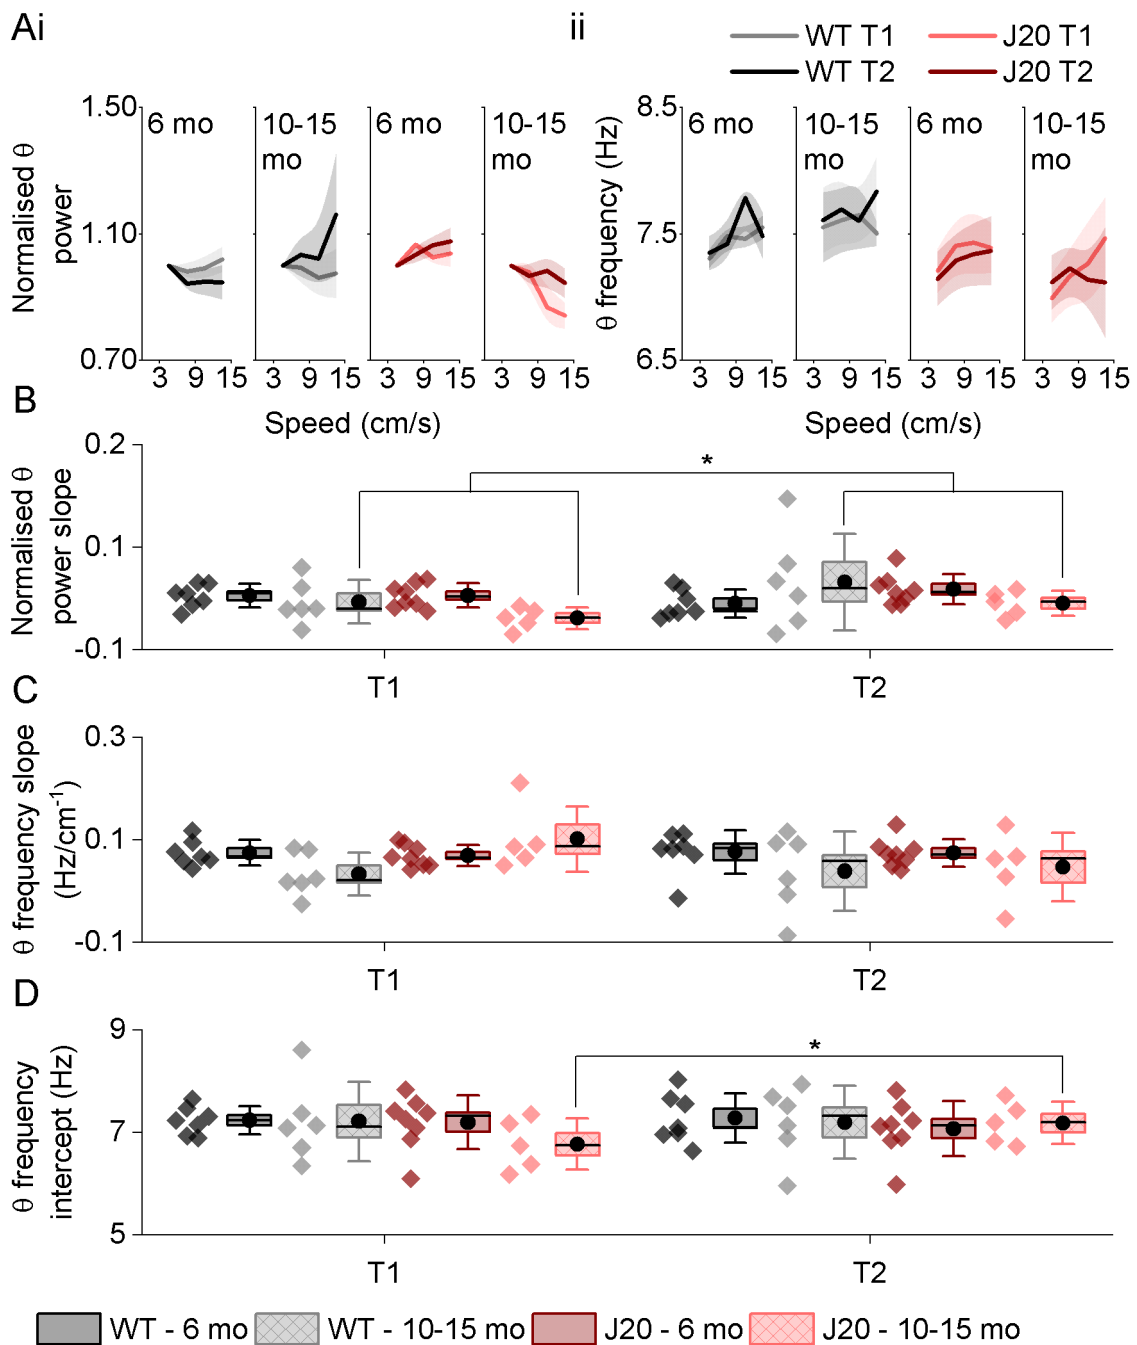 Ai
ii
WT T1
J20 T1
WT T2
J20 T2
Normalised θ
power
1.50
1.10
0.70
6 mo
10-15
mo
6 mo
10-15
mo
3 9 15
3 9 15
3 9 15
3 9 15
Speed (cm/s)
θ frequency (Hz)
8.5
7.5
6.5
6 mo
10-15
mo
6 mo
10-15
mo
3 9 15
3 9 15
3 9 15
3 9 15
Speed (cm/s)
B
Normalised θ
power slope
0.2
0.1
-0.1
*
T1
T2
C
θ frequency slope
(Hz/cm⁻¹)
0.3
0.1
-0.1
T1
T2
D
θ frequency
intercept (Hz)
9
7
5
*
T1
T2
WT - 6 mo
WT - 10-15 mo
J20 - 6 mo
J20 - 10-15 mo